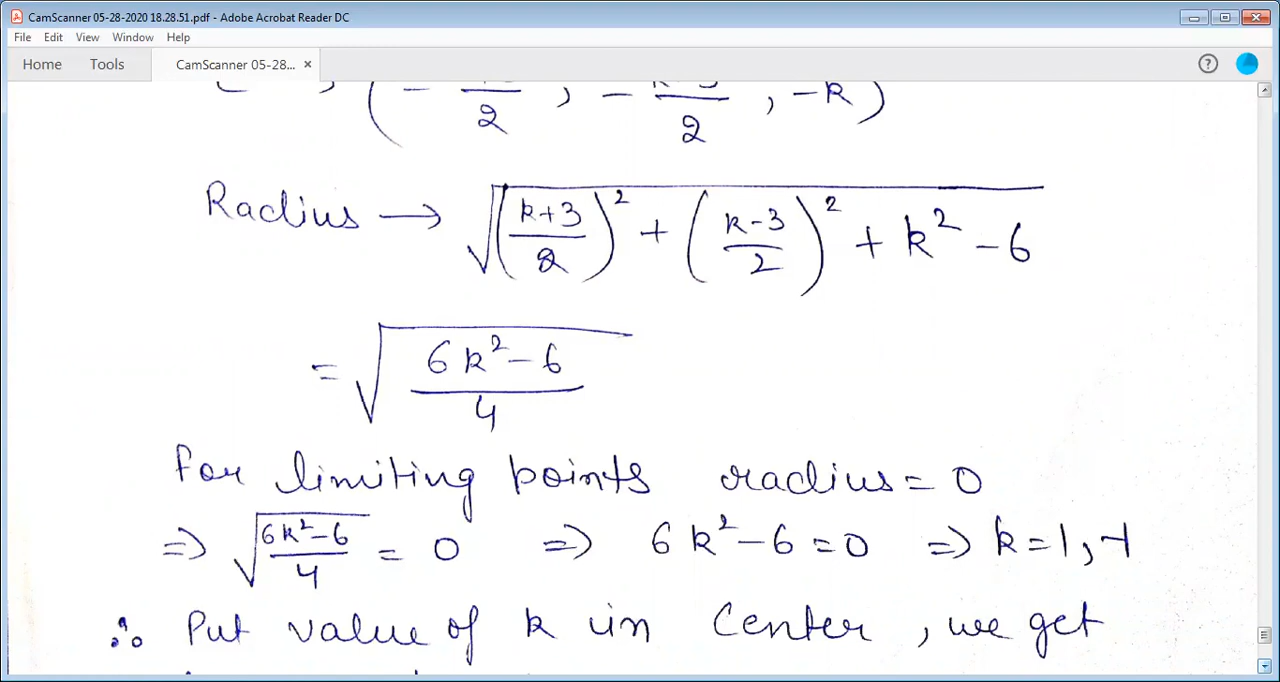 CamScanner 05-28-2020 18.28.51.pdf - Adobe Acrobat Reader DC
File Edit View Window Help
Home Tools CamScanner 05-28... ×
2 , - 2 , -k )
Radius → √((k+3)/2)² + ((k-3)/2)² + k² - 6
= √(6k² - 6)/4
For limiting points radius = 0
⇒ √(6k² - 6)/4 = 0 ⇒ 6k² - 6 = 0 ⇒ k = 1, -1
∴ Put value of k in Center, we get